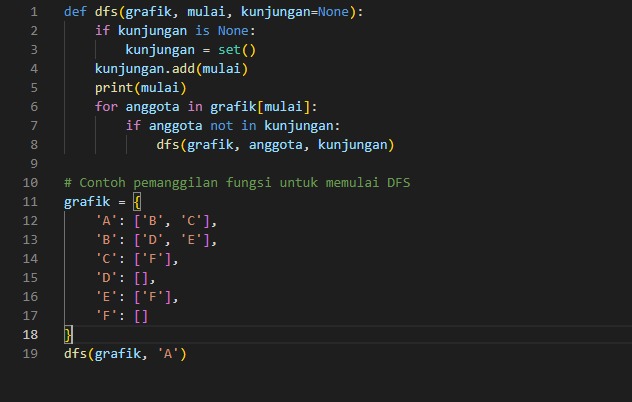 1 def dfs(grafik, mulai, kunjungan=None):
2     if kunjungan is None:
3         kunjungan = set()
4     kunjungan.add(mulai)
5     print(mulai)
6     for anggota in grafik[mulai]:
7         if anggota not in kunjungan:
8             dfs(grafik, anggota, kunjungan)
9
10 # Contoh pemanggilan fungsi untuk memulai DFS
11 grafik = {
12     'A': ['B', 'C'],
13     'B': ['D', 'E'],
14     'C': ['F'],
15     'D': [],
16     'E': ['F'],
17     'F': []
18 }
19 dfs(grafik, 'A')